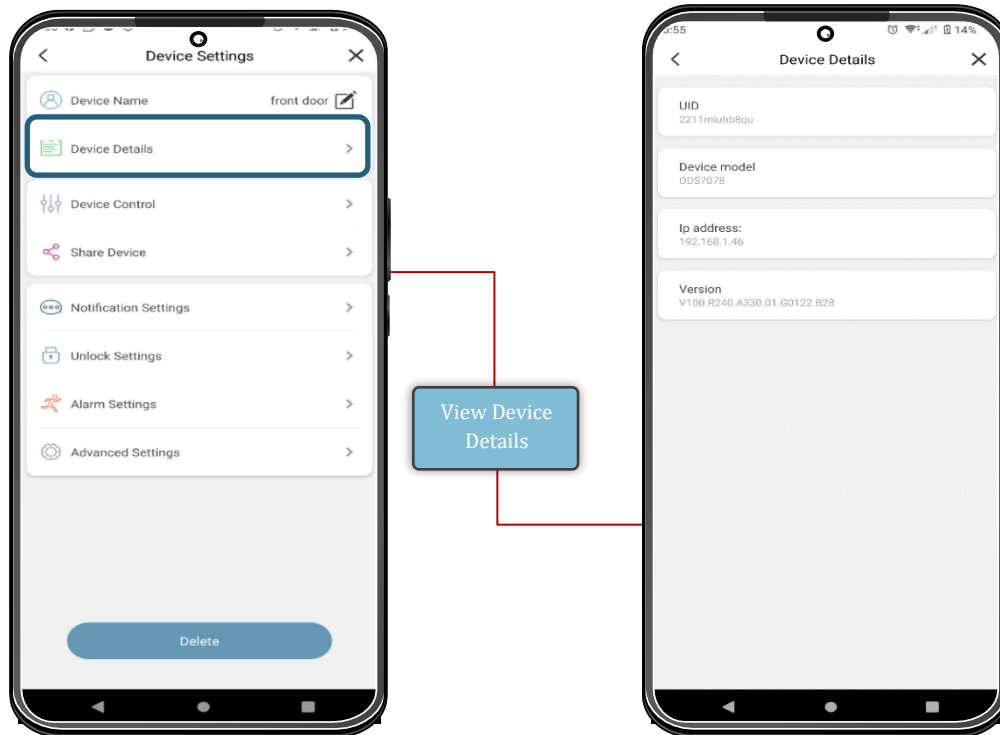 Device Settings
Device Name front door
Device Details
Device Control
Share Device
Notification Settings
Unlock Settings
Alarm Settings
Advanced Settings
Delete
View Device
Details
:55 14%
Device Details
UID
2211miuhb8qu
Device model
ODS7078
Ip address:
192.168.1.46
Version
V100.R240.A330.01.G0122.B28